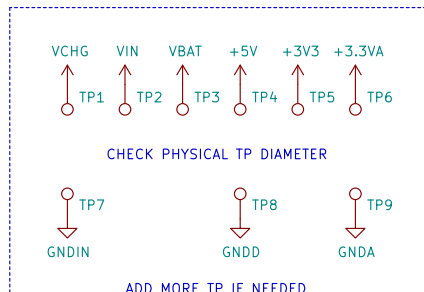 VCHG VIN VBAT +5V +3V3 +3.3VA
TP1 TP2 TP3 TP4 TP5 TP6
CHECK PHYSICAL TP DIAMETER
TP7 TP8 TP9
GNDIN GNDD GNDA
ADD MORE TP IF NEEDED